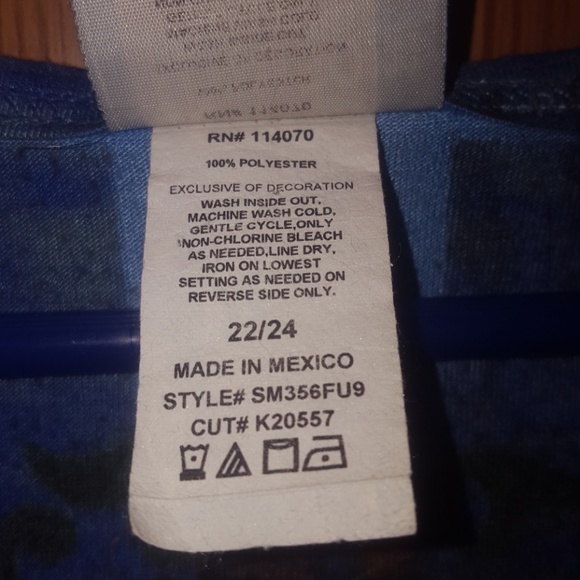 RN# 114070
100% POLYESTER
EXCLUSIVE OF DECORATION
WASH INSIDE OUT,
MACHINE WASH COLD,
GENTLE CYCLE,ONLY
NON-CHLORINE BLEACH
AS NEEDED,LINE DRY,
IRON ON LOWEST
SETTING AS NEEDED ON
REVERSE SIDE ONLY.
22/24
MADE IN MEXICO
STYLE# SM356FU9
CUT# K20557